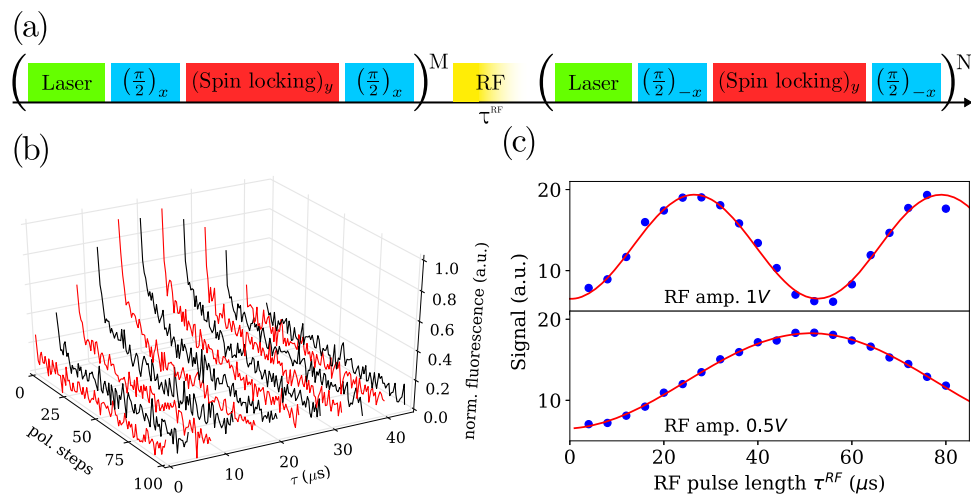 (a)
(Laser (π/2)x (Spin locking)y (π/2)x)M RF (Laser (π/2)−x (Spin locking)y (π/2)−x)N
τRF
(b)
1.0
0.8
0.6
0.4
0.2
0.0
norm. fluorescence (a.u.)
0
25
50
75
100
pol. steps
0
10
20
30
40
τ (μs)
(c)
20
10
RF amp. 1V
20
10
RF amp. 0.5V
Signal (a.u.)
0 20 40 60 80
RF pulse length τRF (μs)